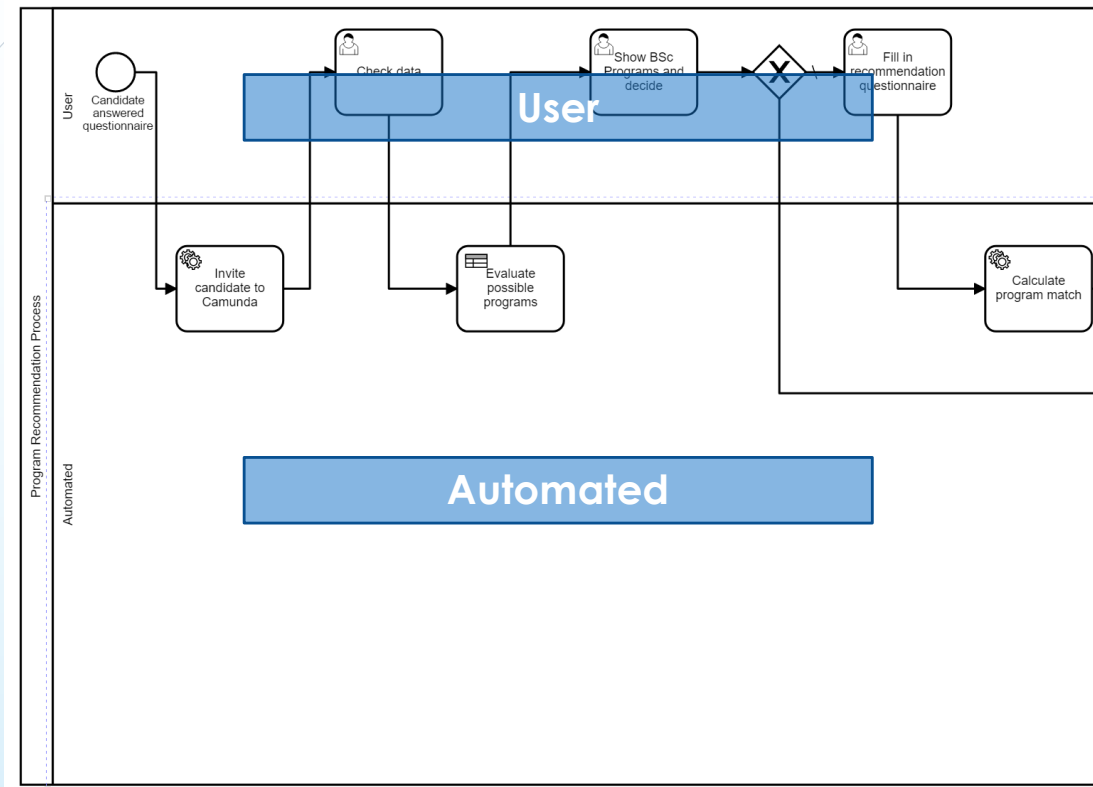 Program Recommendation Process
User
Candidate
answered
questionnaire
Check data
Show BSc
Programs and
decide
Fill in
recommendation
questionnaire
User
Automated
Invite
candidate to
Camunda
Evaluate
possible
programs
Calculate
program match
Automated